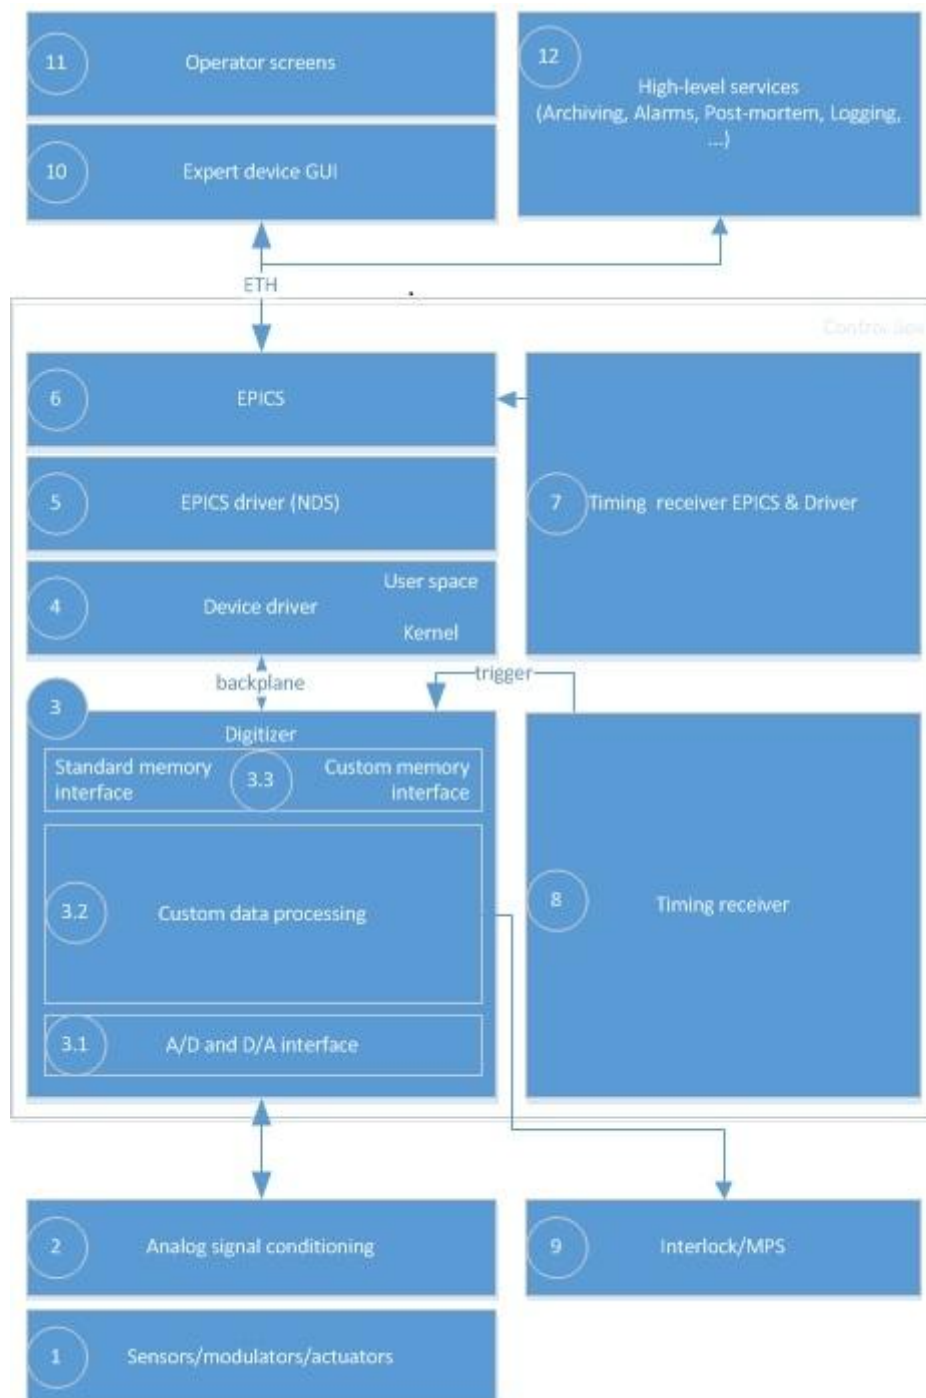 11
Operator screens
12
High-level services
(Archiving, Alarms, Post-mortem, Logging,
...)
10
Expert device GUI
ETH
Control Box
6
EPICS
5
EPICS driver (NDS)
7
Timing receiver EPICS & Driver
4
Device driver
User space
Kernel
backplane
trigger
3
Digitizer
Standard memory
interface
3.3
Custom memory
interface
3.2
Custom data processing
8
Timing receiver
3.1
A/D and D/A interface
2
Analog signal conditioning
9
Interlock/MPS
1
Sensors/modulators/actuators